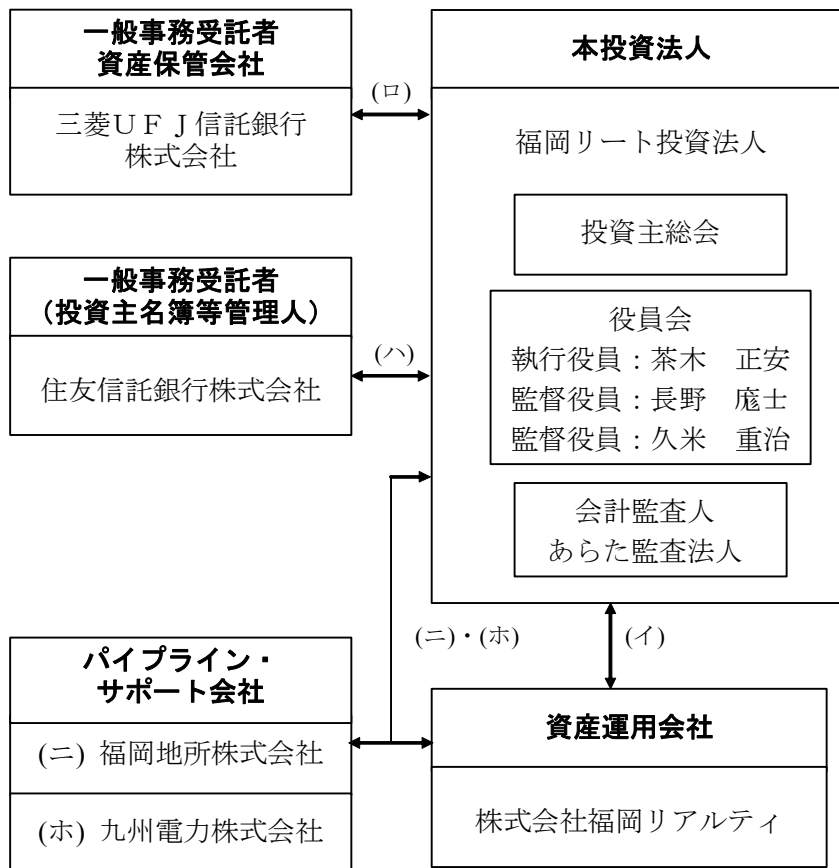 一般事務受託者
資産保管会社
三菱UFJ信託銀行
株式会社
(ロ)
本投資法人
福岡リート投資法人
投資主総会
役員会
執行役員：茶木　正安
監督役員：長野　庬士
監督役員：久米　重治
会計監査人
あらた監査法人
一般事務受託者
（投資主名簿等管理人）
住友信託銀行株式会社
(ハ)
(ニ)・(ホ)
(イ)
パイプライン・
サポート会社
(ニ) 福岡地所株式会社
(ホ) 九州電力株式会社
資産運用会社
株式会社福岡リアルティ